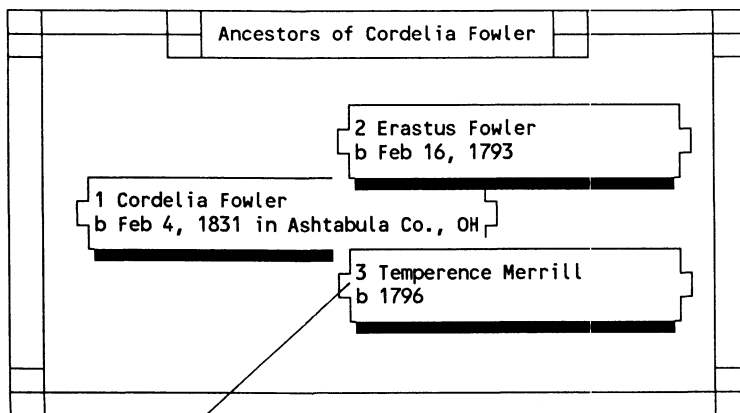 Ancestors of Cordelia Fowler
2 Erastus Fowler
b Feb 16, 1793
1 Cordelia Fowler
b Feb 4, 1831 in Ashtabula Co., OH
3 Temperence Merrill
b 1796